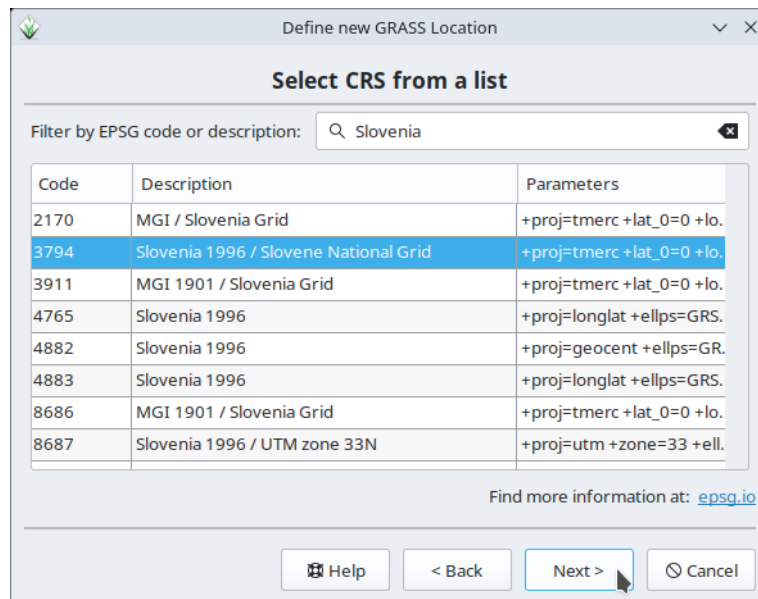 Define new GRASS Location
Select CRS from a list
Filter by EPSG code or description: Slovenia
Code Description Parameters
2170 MGI / Slovenia Grid +proj=tmerc +lat_0=0 +lo.
3794 Slovenia 1996 / Slovene National Grid +proj=tmerc +lat_0=0 +lo.
3911 MGI 1901 / Slovenia Grid +proj=tmerc +lat_0=0 +lo.
4765 Slovenia 1996 +proj=longlat +ellps=GRS.
4882 Slovenia 1996 +proj=geocent +ellps=GR.
4883 Slovenia 1996 +proj=longlat +ellps=GRS.
8686 MGI 1901 / Slovenia Grid +proj=tmerc +lat_0=0 +lo.
8687 Slovenia 1996 / UTM zone 33N +proj=utm +zone=33 +ell.
Find more information at: epsg.io
Help < Back Next > Cancel